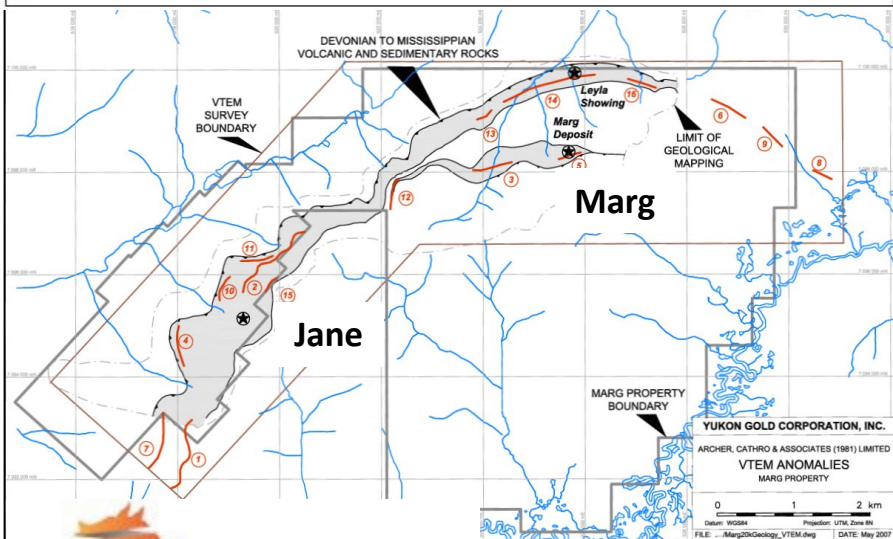 DEVONIAN TO MISSISSIPPIAN
VOLCANIC AND SEDIMENTARY ROCKS
VTEM
SURVEY
BOUNDARY
14
Leyla
Showing
16
6
13
Marg
Deposit
LIMIT OF
GEOLOGICAL
MAPPING
9
5
3
8
12
Marg
11
10
2
15
Jane
4
MARG PROPERTY
BOUNDARY
7
1
YUKON GOLD CORPORATION, INC.
ARCHER, CATHRO & ASSOCIATES (1981) LIMITED
VTEM ANOMALIES
MARG PROPERTY
0 1 2 km
Datum: WGS84 Projection: UTM, Zone 8N
FILE: .../Marg20kGeology_VTEM.dwg DATE: May 2007